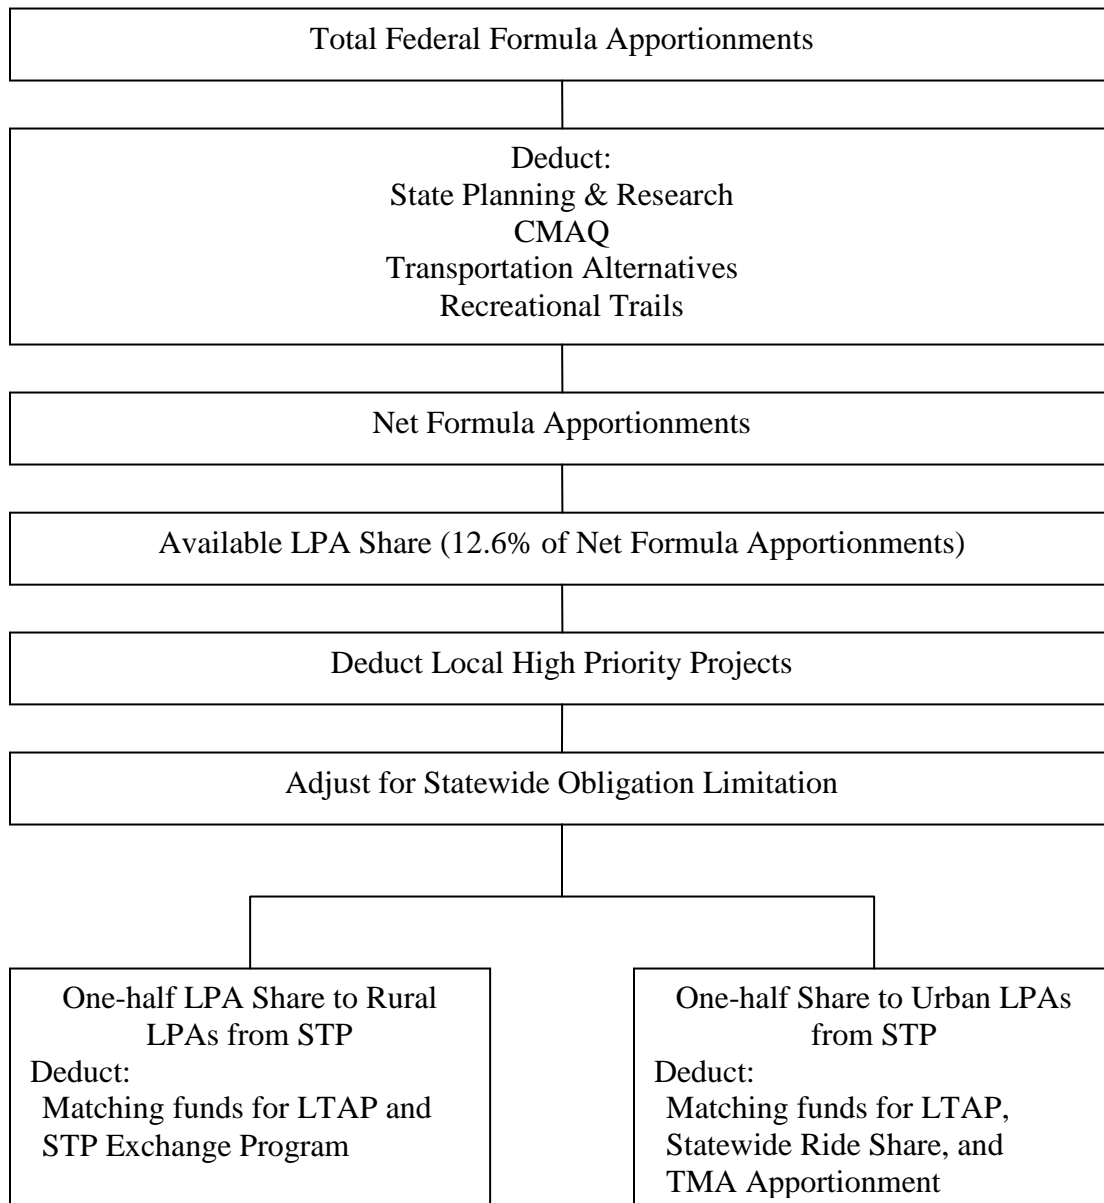 Total Federal Formula Apportionments
Deduct:
State Planning & Research
CMAQ
Transportation Alternatives
Recreational Trails
Net Formula Apportionments
Available LPA Share (12.6% of Net Formula Apportionments)
Deduct Local High Priority Projects
Adjust for Statewide Obligation Limitation
One-half LPA Share to Rural
LPAs from STP
Deduct:
Matching funds for LTAP and
STP Exchange Program
One-half Share to Urban LPAs
from STP
Deduct:
Matching funds for LTAP,
Statewide Ride Share, and
TMA Apportionment